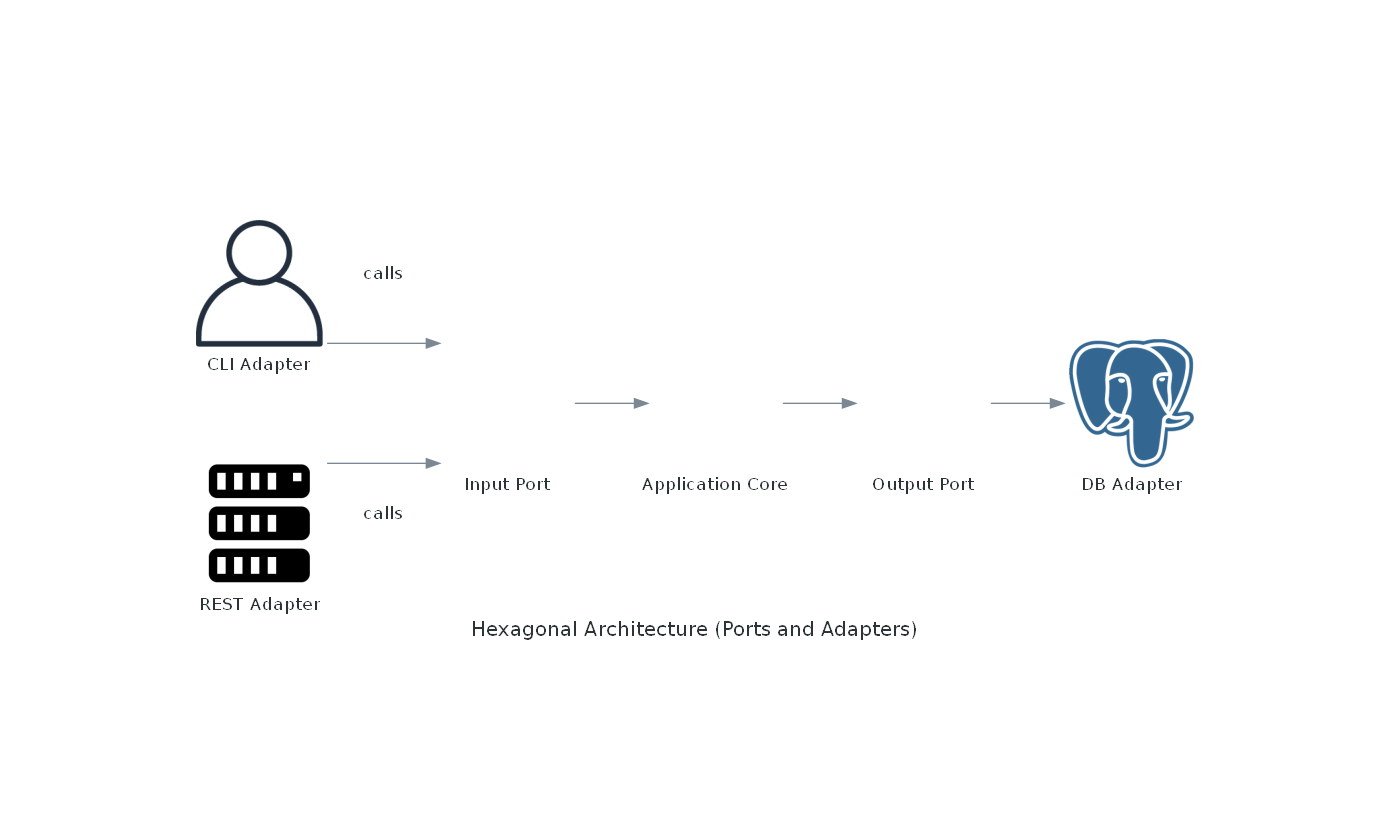 calls
CLI Adapter
Input Port
Application Core
Output Port
DB Adapter
calls
REST Adapter
Hexagonal Architecture (Ports and Adapters)